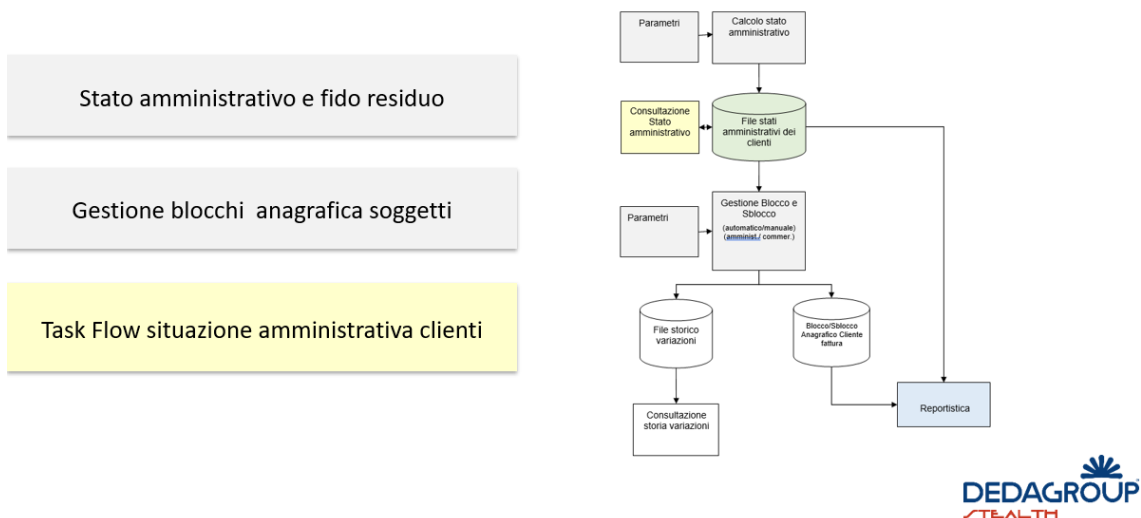 Stato amministrativo e fido residuo
Gestione blocchi anagrafica soggetti
Task Flow situazione amministrativa clienti
Parametri
Calcolo stato
amministrativo
Consultazione
Stato
amministrativo
File stati
amministrativi dei
clienti
Parametri
Gestione Blocco e
Sblocco
(automatico/manuale)
(amminist./ commer.)
File storico
variazioni
Blocco/Sblocco
Anagrafico Cliente
fattura
Consultazione
storia variazioni
Reportistica
DEDAGROUP
STEALTH